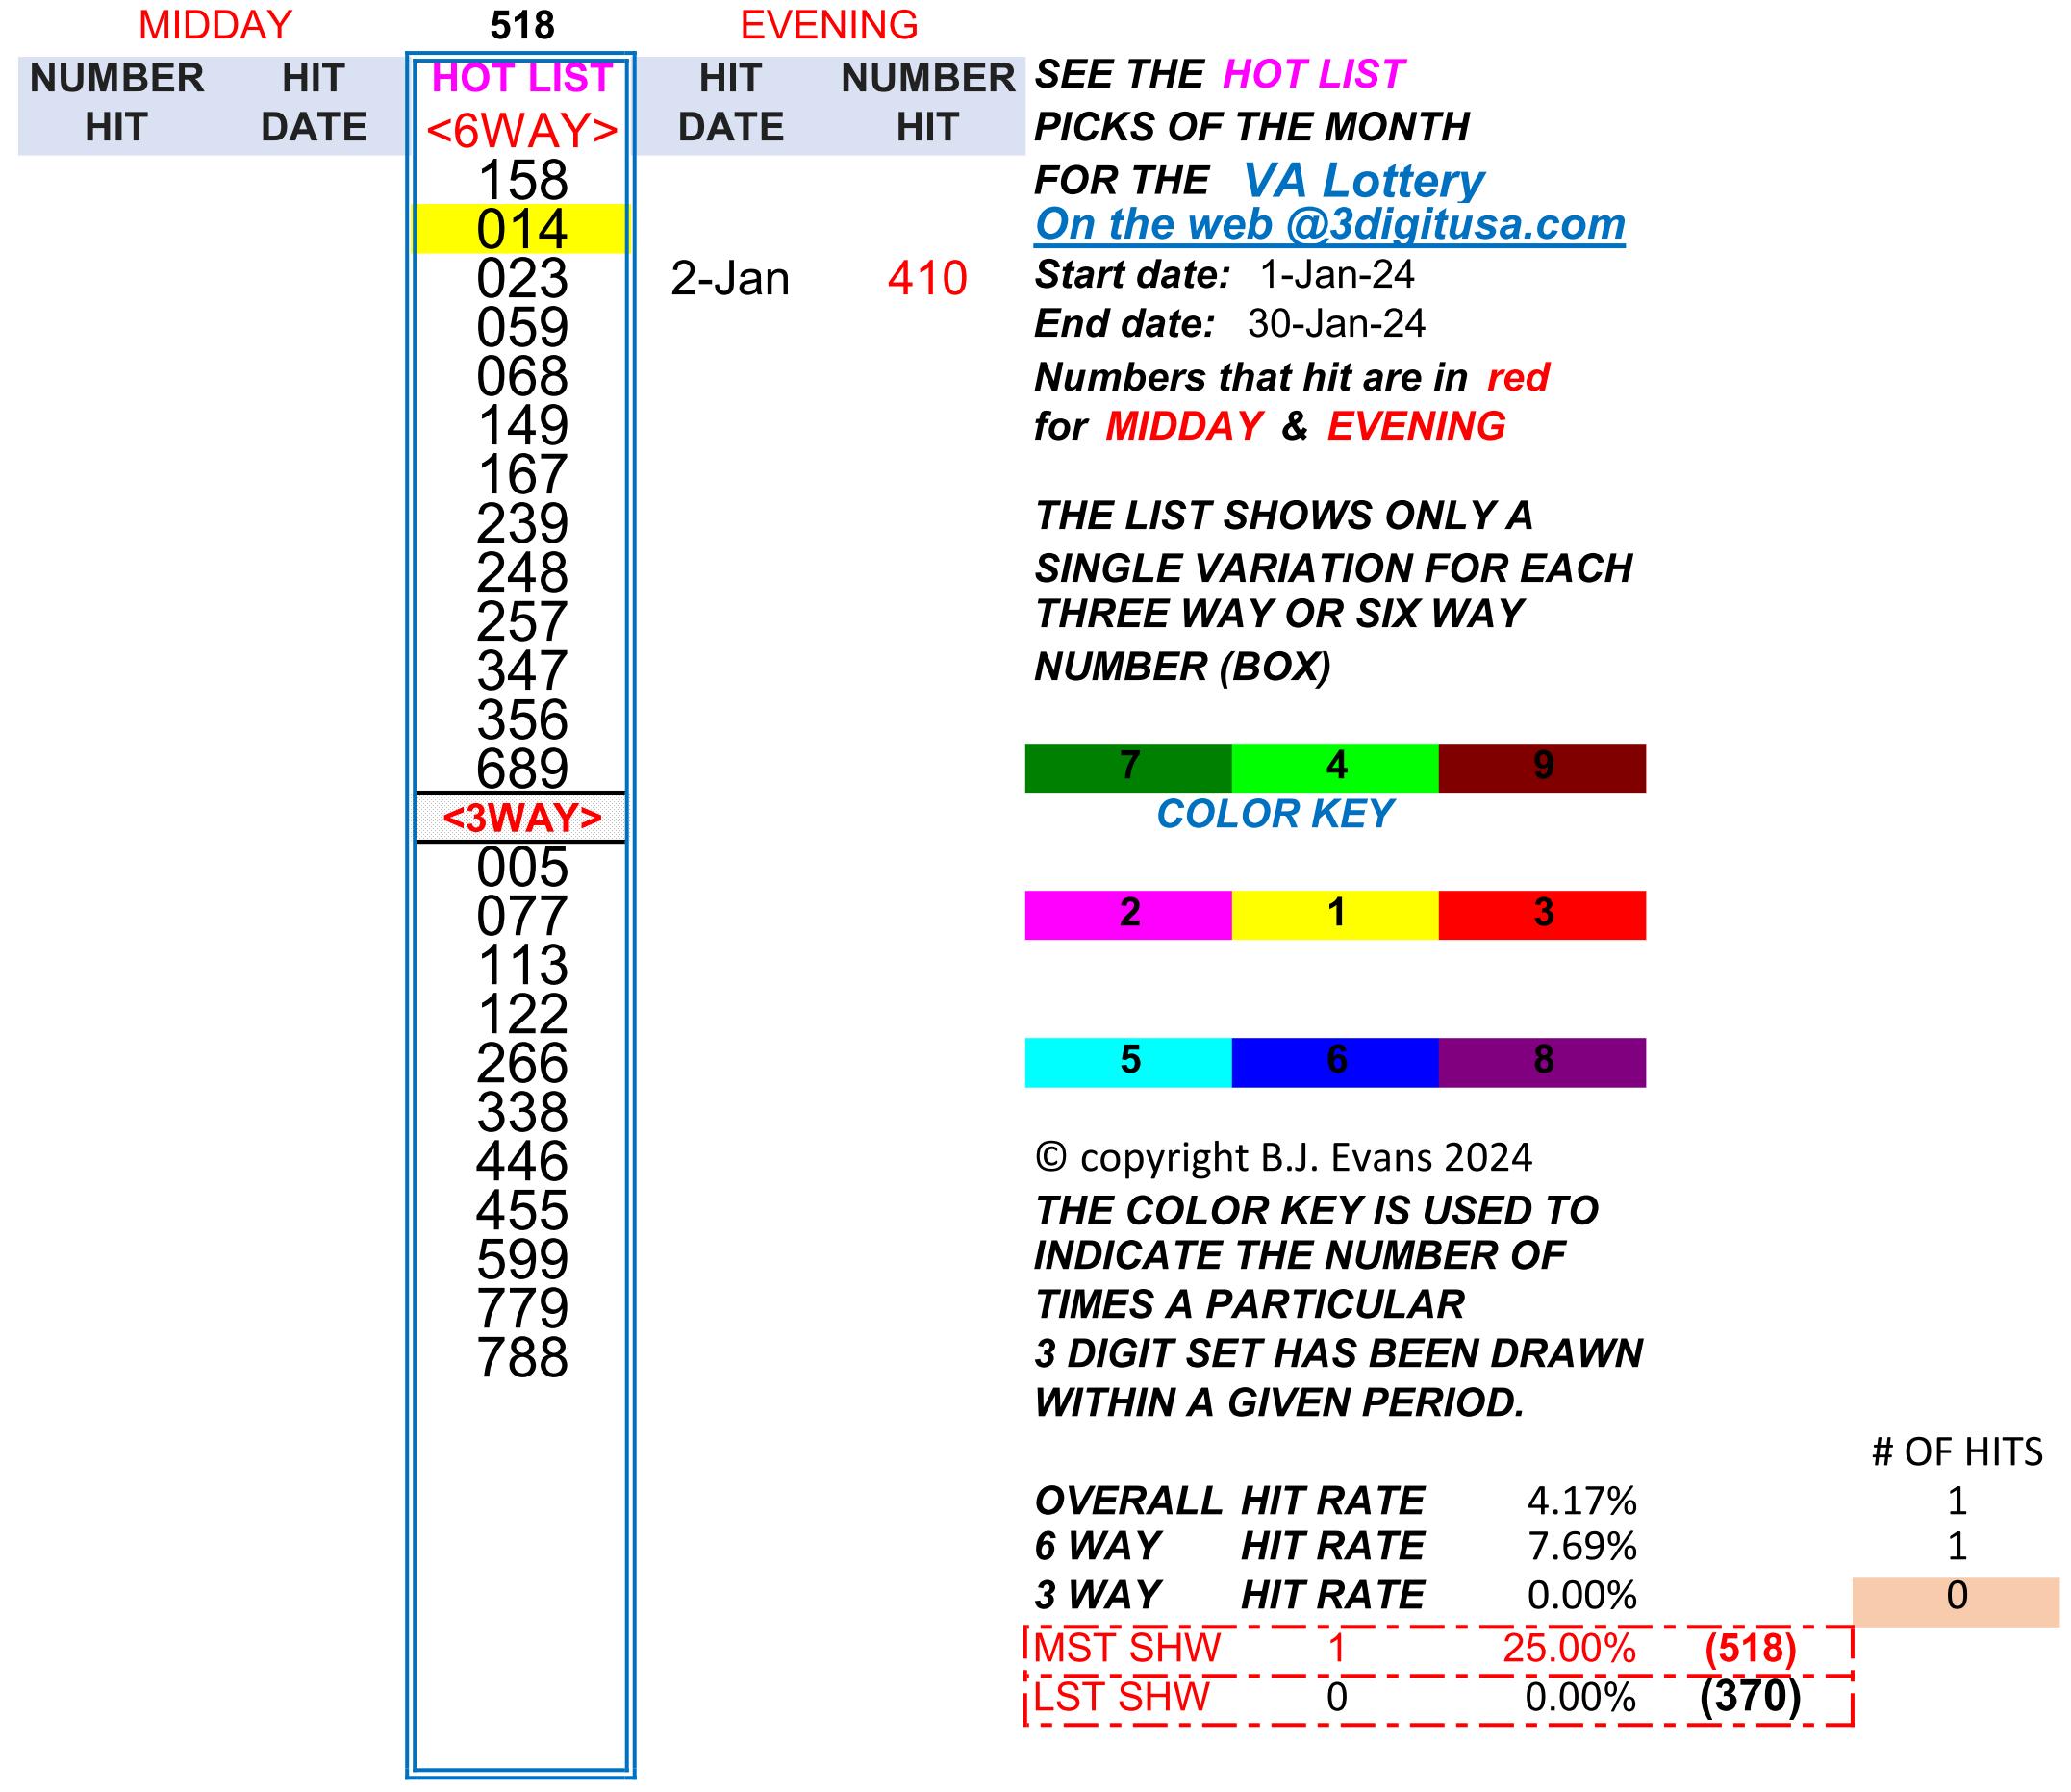 MIDDAY 518 EVENING
NUMBER HIT HOT LIST HIT NUMBER
HIT DATE <6WAY> DATE HIT
158
014
023 2-Jan 410
059
068
149
167
239
248
257
347
356
689
<3WAY>
005
077
113
122
266
338
446
455
599
779
788
SEE THE HOT LIST
PICKS OF THE MONTH
FOR THE VA Lottery
On the web @3digitusa.com
Start date: 1-Jan-24
End date: 30-Jan-24
Numbers that hit are in red
for MIDDAY & EVENING
THE LIST SHOWS ONLY A
SINGLE VARIATION FOR EACH
THREE WAY OR SIX WAY
NUMBER (BOX)
7 4 9
COLOR KEY
2 1 3
5 6 8
© copyright B.J. Evans 2024
THE COLOR KEY IS USED TO
INDICATE THE NUMBER OF
TIMES A PARTICULAR
3 DIGIT SET HAS BEEN DRAWN
WITHIN A GIVEN PERIOD.
# OF HITS
OVERALL HIT RATE 4.17% 1
6 WAY HIT RATE 7.69% 1
3 WAY HIT RATE 0.00% 0
MST SHW 1 25.00% (518)
LST SHW 0 0.00% (370)